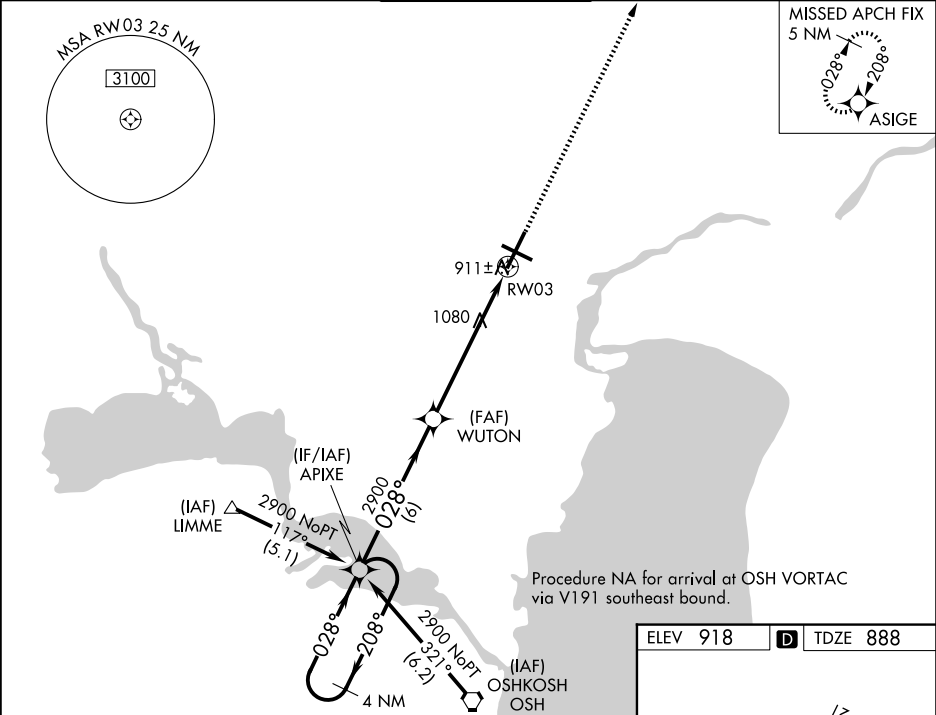 MSA RW03 25 NM
3100
MISSED APCH FIX
5 NM
028°
208°
ASIGE
911±
RW03
1080
(FAF)
WUTON
(IF/IAF)
APIXE
2900
028°
(6)
(IAF)
LIMME
2900 NoPT
117°
(5.1)
Procedure NA for arrival at OSH VORTAC
via V191 southeast bound.
028°
208°
4 NM
2900 NoPT
321°
(6.2)
(IAF)
OSHKOSH
OSH
ELEV 918
D
TDZE 888